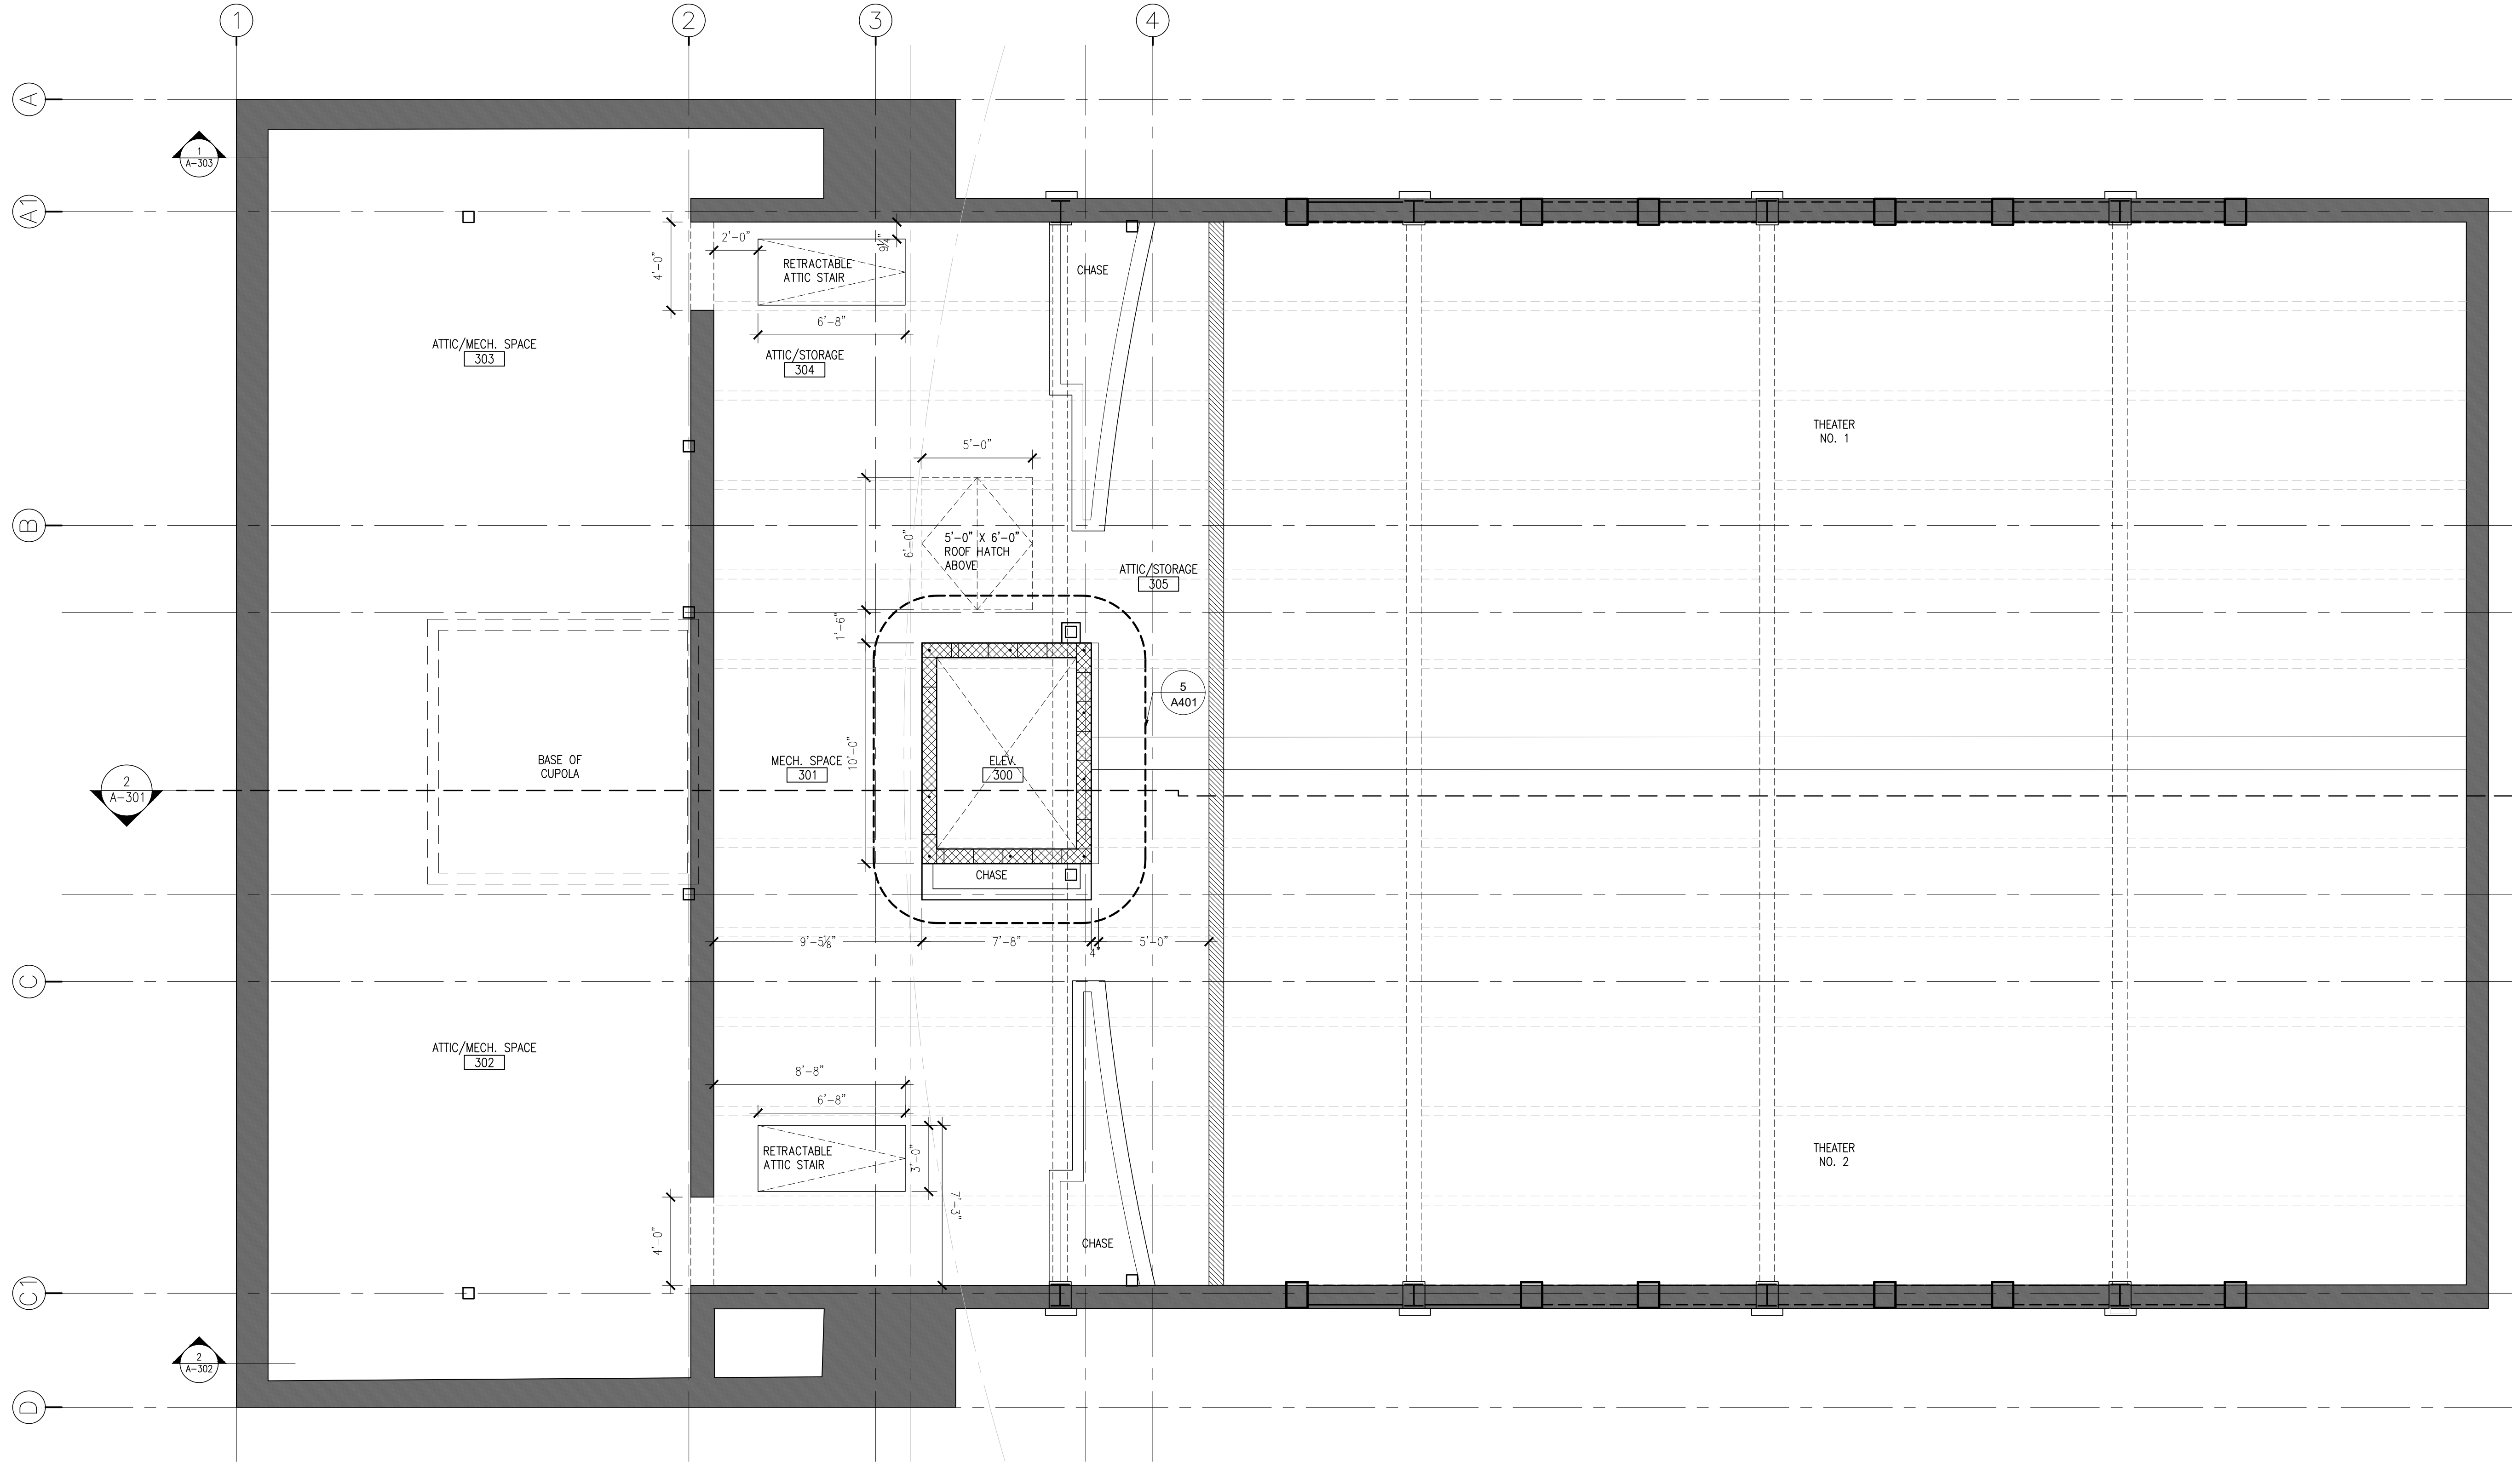 1
2
3
4
A
1
A-303
A1
2'-0"
9¼"
4'-0"
RETRACTABLE
ATTIC STAIR
CHASE
6'-8"
ATTIC/MECH. SPACE
303
ATTIC/STORAGE
304
THEATER
NO. 1
5'-0"
B
6'-0"
5'-0" X 6'-0"
ROOF HATCH
ABOVE
ATTIC/STORAGE
305
1'-6"
5
A401
BASE OF
CUPOLA
MECH. SPACE
301
10'-0"
ELEV.
300
2
A-301
CHASE
9'-5⅛"
7'-8"
4"
5'-0"
C
ATTIC/MECH. SPACE
302
8'-8"
6'-8"
RETRACTABLE
ATTIC STAIR
3'-0"
7'-3"
THEATER
NO. 2
4'-0"
CHASE
C1
2
A-302
D